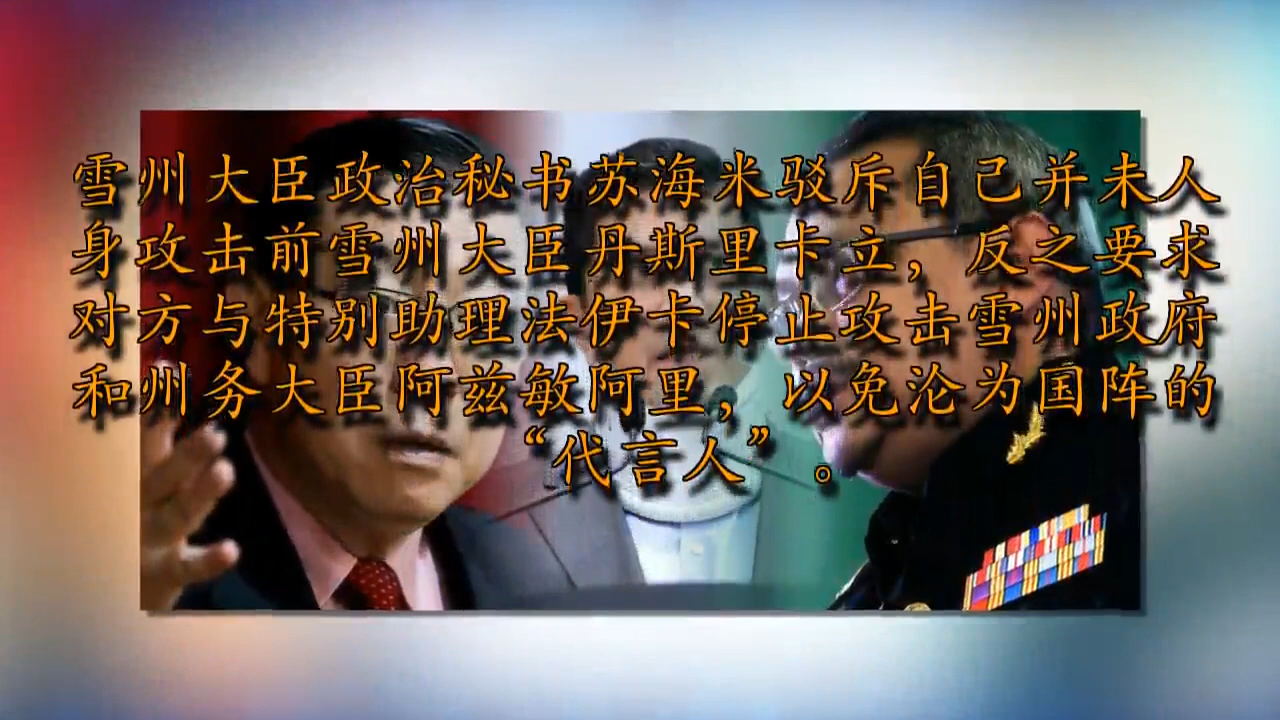 雪州大臣政治秘书苏海米驳斥自己并未人
身攻击前雪州大臣丹斯里卡立，反之要求
对方与特别助理法伊卡停止攻击雪州政府
和州务大臣阿兹敏阿里，以免沦为国阵的
“代言人”。